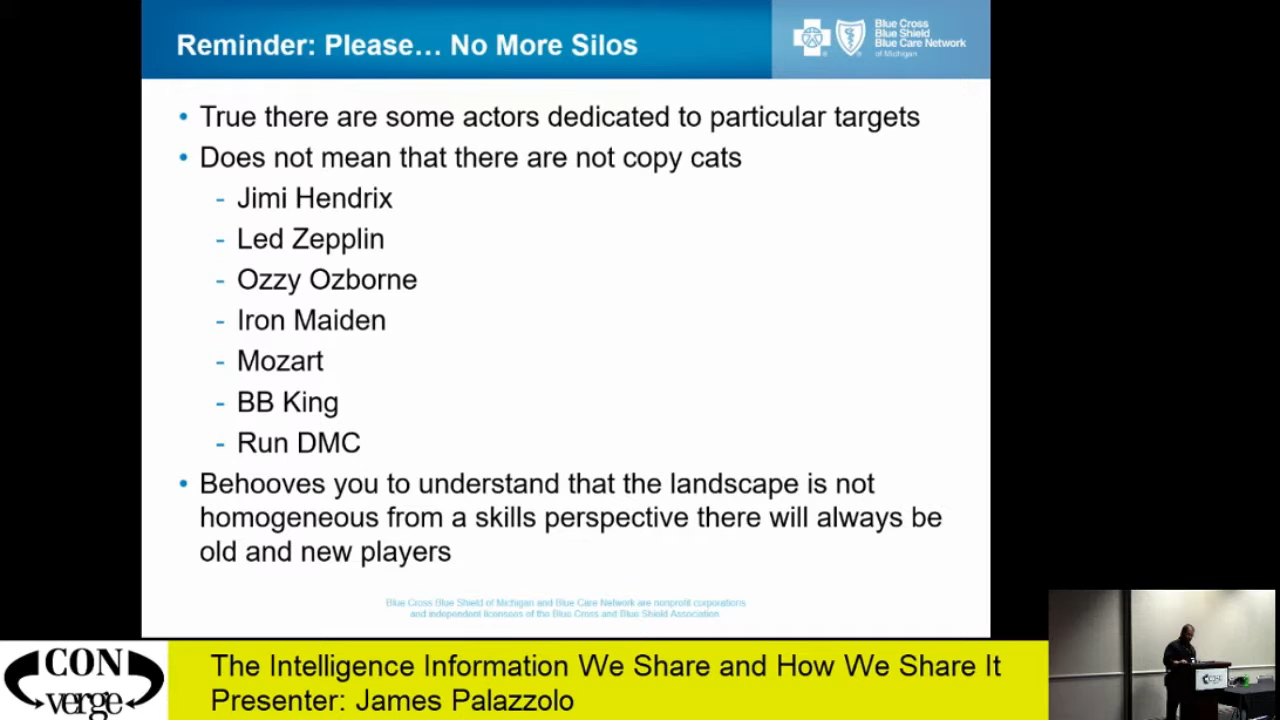 Reminder: Please... No More Silos
Blue Cross
Blue Shield
Blue Care Network
of Michigan
• True there are some actors dedicated to particular targets
• Does not mean that there are not copy cats
- Jimi Hendrix
- Led Zepplin
- Ozzy Ozborne
- Iron Maiden
- Mozart
- BB King
- Run DMC
• Behooves you to understand that the landscape is not
homogeneous from a skills perspective there will always be
old and new players
Blue Cross Blue Shield of Michigan and Blue Care Network are nonprofit corporations
and independent licensees of the Blue Cross and Blue Shield Association
CON
verge
The Intelligence Information We Share and How We Share It
Presenter: James Palazzolo